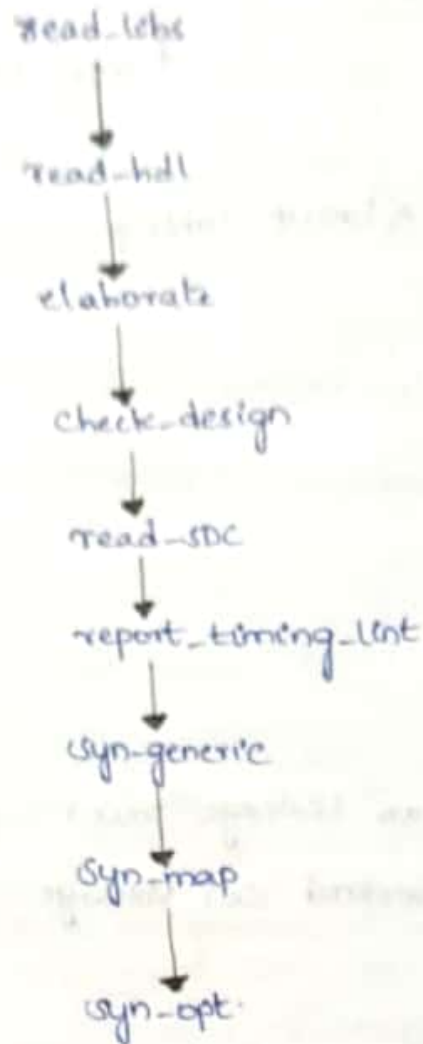 read_libs
read_hdl
elaborate
check_design
read_SDC
report_timing_lint
syn_generic
syn_map
syn_opt.